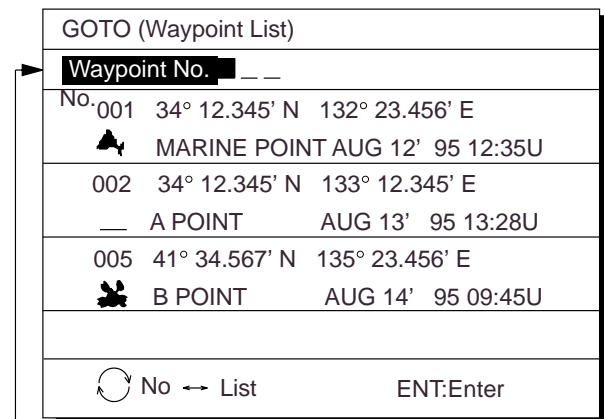 GOTO (Waypoint List)
Waypoint No. _ _
No. 001 34° 12.345' N 132° 23.456' E
MARINE POINT AUG 12' 95 12:35U
002 34° 12.345' N 133° 12.345' E
__ A POINT AUG 13' 95 13:28U
005 41° 34.567' N 135° 23.456' E
B POINT AUG 14' 95 09:45U
No ↔ List ENT:Enter